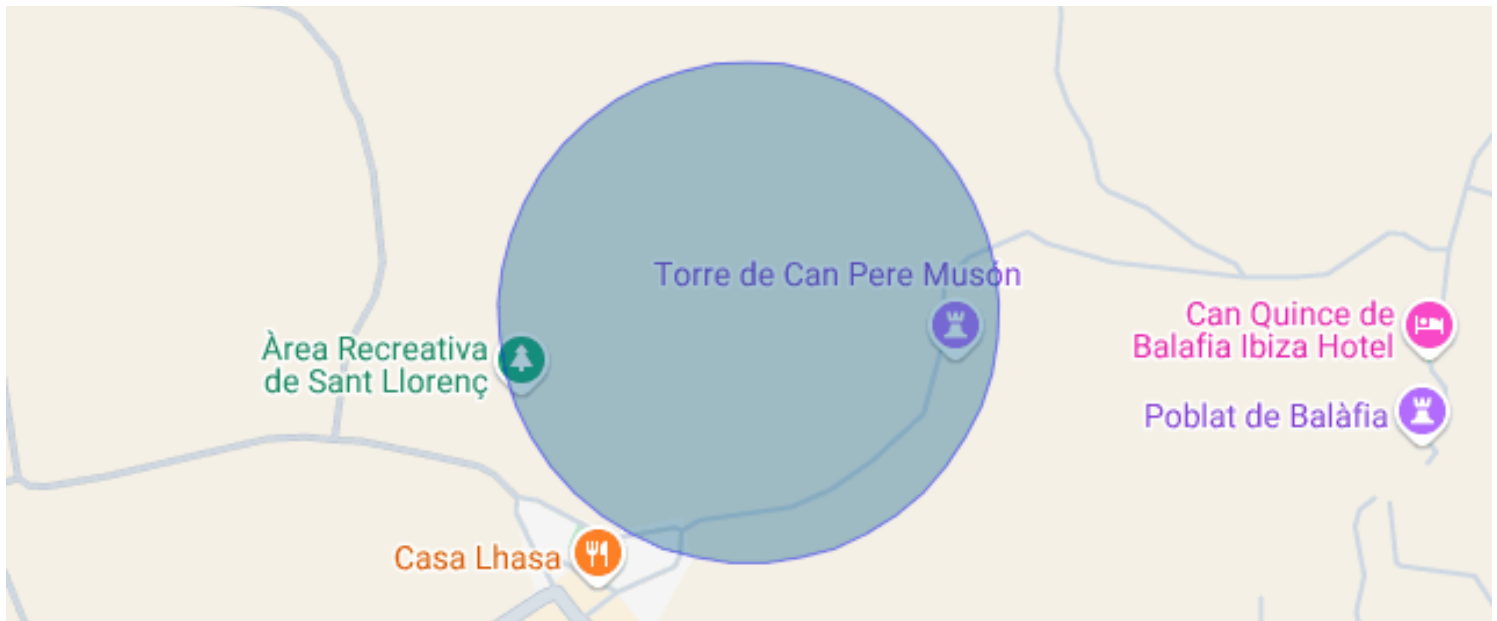 Torre de Can Pere Musón
Àrea Recreativa
de Sant Llorenç
Can Quince de
Balafia Ibiza Hotel
Poblat de Balàfia
Casa Lhasa